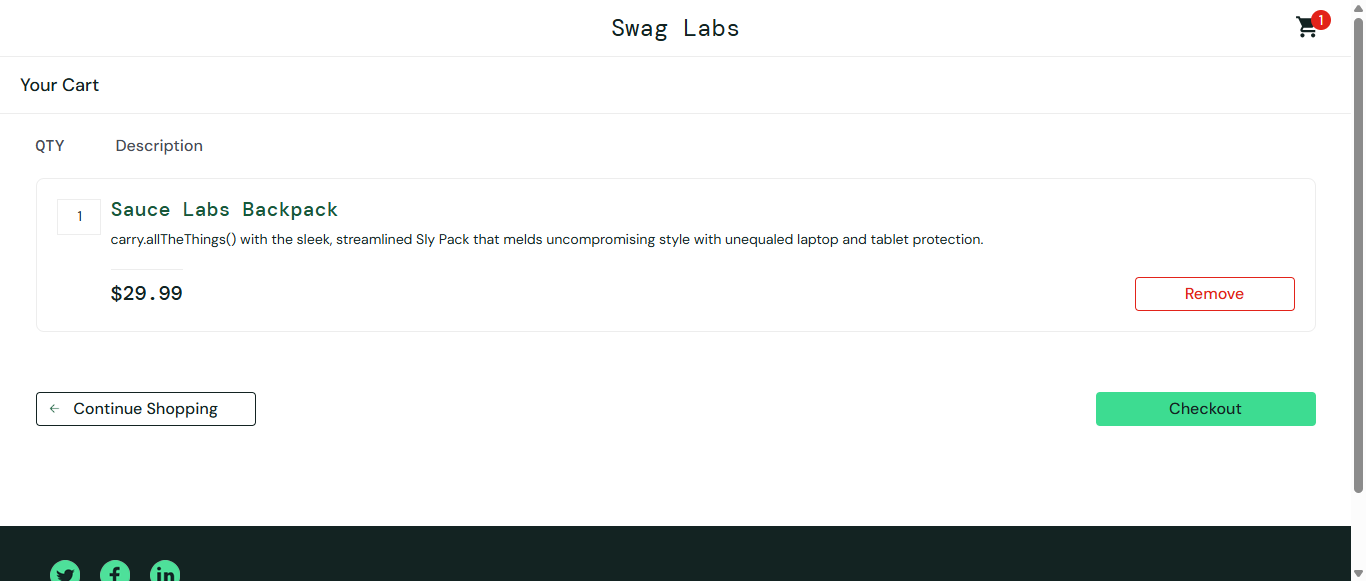 Swag Labs
1
Your Cart
QTY Description
1
Sauce Labs Backpack
carry.allTheThings() with the sleek, streamlined Sly Pack that melds uncompromising style with unequaled laptop and tablet protection.
$29.99
Remove
← Continue Shopping
Checkout